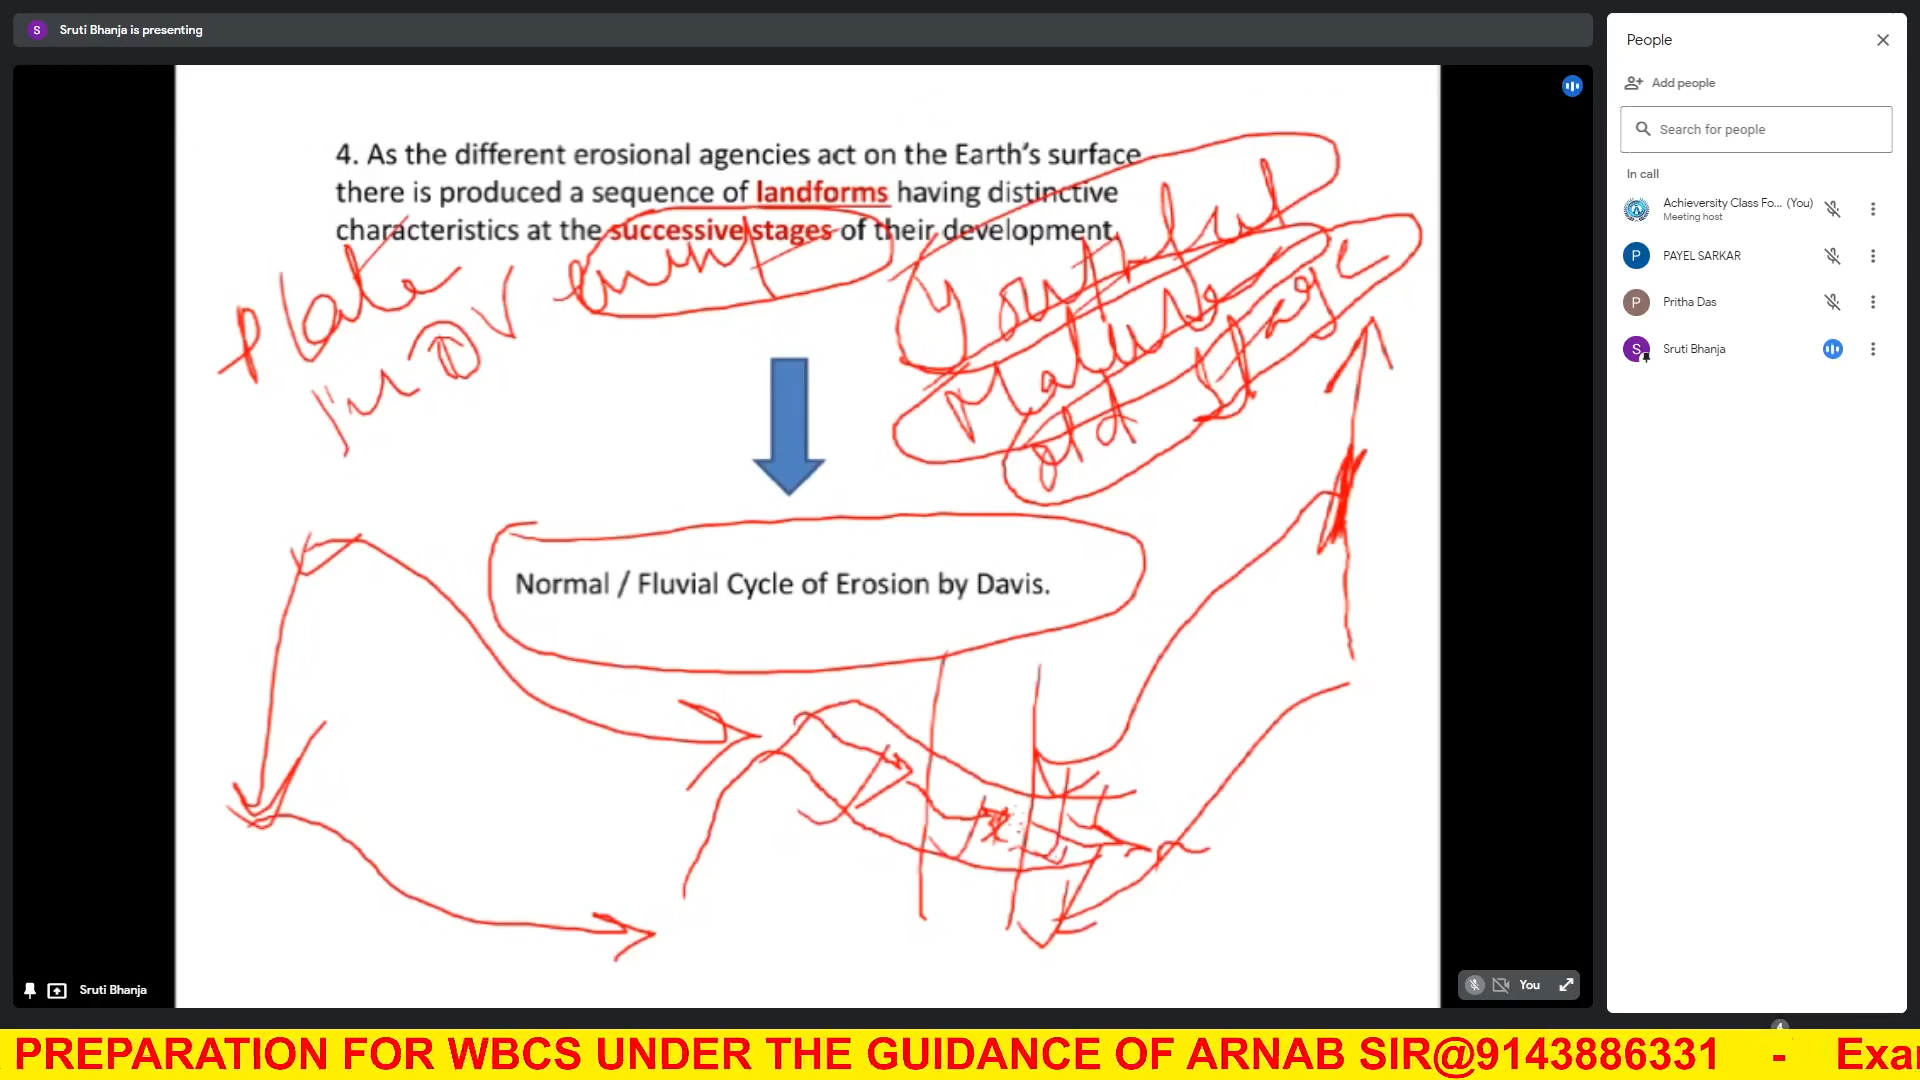 S Sruti Bhanja is presenting
People
Add people
Search for people
In call
Achieversity Class Fo... (You)
Meeting host
P PAYEL SARKAR
P Pritha Das
S Sruti Bhanja
4. As the different erosional agencies act on the Earth's surface
there is produced a sequence of landforms having distinctive
characteristics at the successive stages of their development.
Plate
Youthful
Mature
old stage
Normal / Fluvial Cycle of Erosion by Davis.
Sruti Bhanja
You
4
PREPARATION FOR WBCS UNDER THE GUIDANCE OF ARNAB SIR@9143886331 - Exa